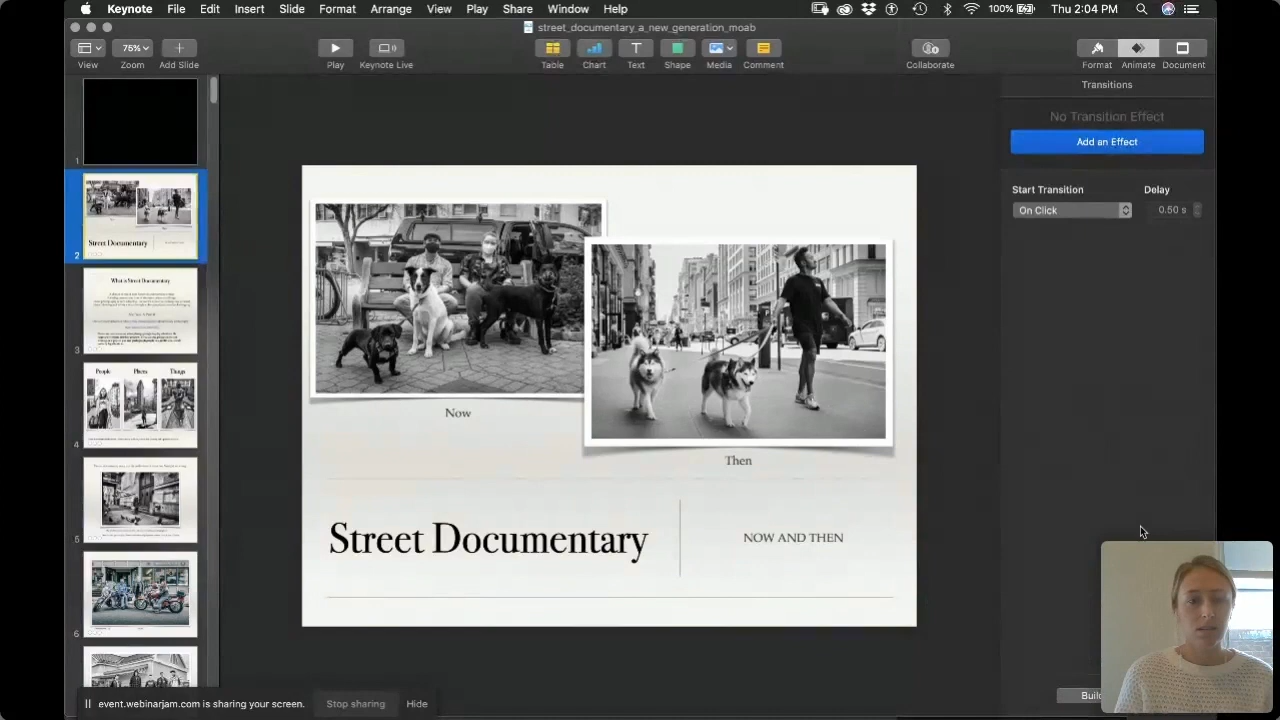 Keynote File Edit Insert Slide Format Arrange View Play Share Window Help 100% Thu 2:04 PM
street_documentary_a_new_generation_moab
75%
View Zoom Add Slide Play Keynote Live Table Chart Text Shape Media Comment Collaborate Format Animate Document
Transitions
No Transition Effect
Add an Effect
Start Transition Delay
On Click 0.50 s
1
Street Documentary
2
What is Street Documentary
3
People Places Things
4
5
6
Now
Then
Street Documentary
NOW AND THEN
Build
event.webinarjam.com is sharing your screen. Stop sharing Hide